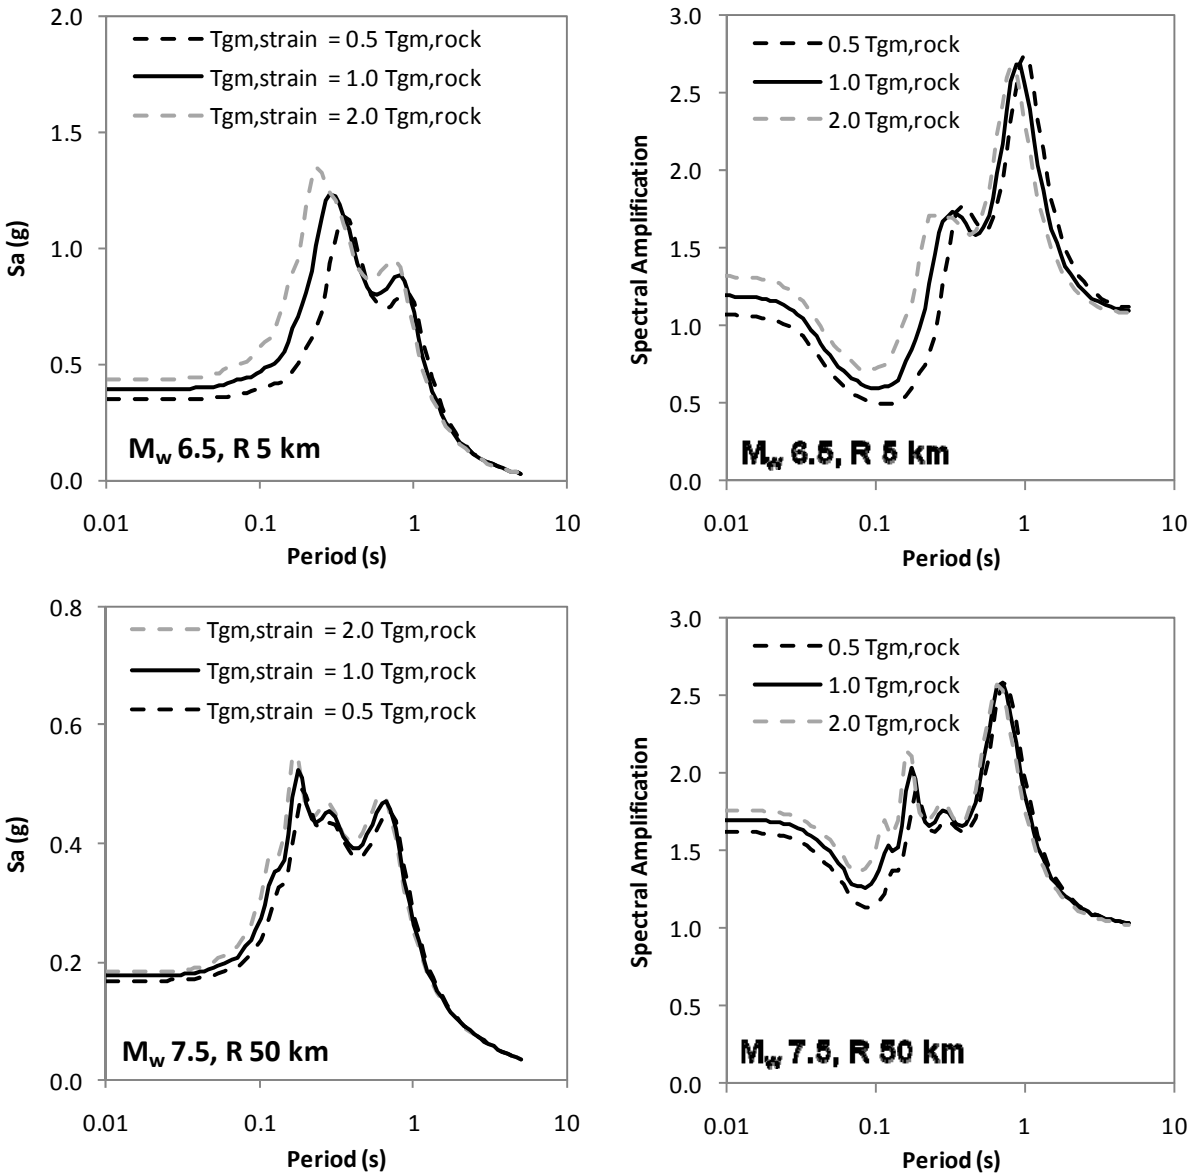 2.0
1.5
1.0
0.5
0.0
Sa (g)
Tgm,strain = 0.5 Tgm,rock
Tgm,strain = 1.0 Tgm,rock
Tgm,strain = 2.0 Tgm,rock
Mw 6.5, R 5 km
0.01 0.1 1 10
Period (s)
3.0
2.5
2.0
1.5
1.0
0.5
0.0
Spectral Amplification
0.5 Tgm,rock
1.0 Tgm,rock
2.0 Tgm,rock
Mw 6.5, R 5 km
0.01 0.1 1 10
Period (s)
0.8
0.6
0.4
0.2
0.0
Sa (g)
Tgm,strain = 2.0 Tgm,rock
Tgm,strain = 1.0 Tgm,rock
Tgm,strain = 0.5 Tgm,rock
Mw 7.5, R 50 km
0.01 0.1 1 10
Period (s)
3.0
2.5
2.0
1.5
1.0
0.5
0.0
Spectral Amplification
0.5 Tgm,rock
1.0 Tgm,rock
2.0 Tgm,rock
Mw 7.5, R 50 km
0.01 0.1 1 10
Period (s)